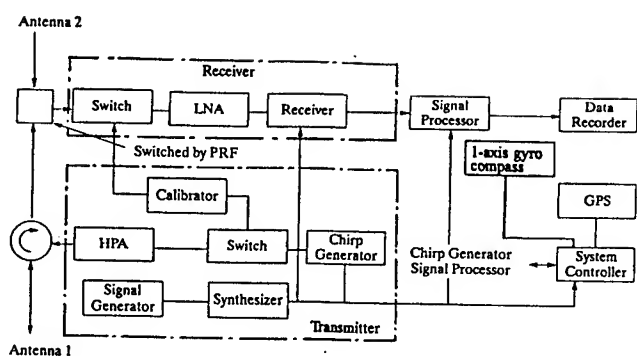 Antenna 2
Receiver
Switch
LNA
Receiver
Signal
Processor
Data
Recorder
Switched by PRF
1-axis gyro
compass
Calibrator
GPS
HPA
Switch
Chirp
Generator
Chirp Generator
Signal Processor
System
Controller
Signal
Generator
Synthesizer
Transmitter
Antenna 1